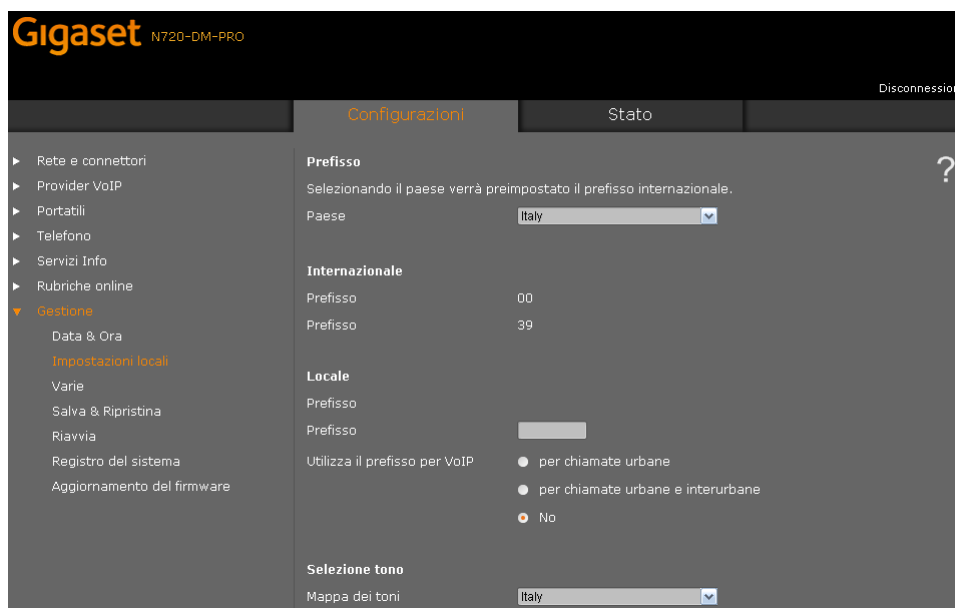 Gigaset N720-DM-PRO
Disconnession
Configurazioni
Stato
Rete e connettori
Provider VoIP
Portatili
Telefono
Servizi Info
Rubriche online
Gestione
Data & Ora
Impostazioni locali
Varie
Salva & Ripristina
Riavvia
Registro del sistema
Aggiornamento del firmware
Prefisso
?
Selezionando il paese verrà preimpostato il prefisso internazionale.
Paese Italy
Internazionale
Prefisso 00
Prefisso 39
Locale
Prefisso
Prefisso
Utilizza il prefisso per VoIP per chiamate urbane
per chiamate urbane e interurbane
No
Selezione tono
Mappa dei toni Italy